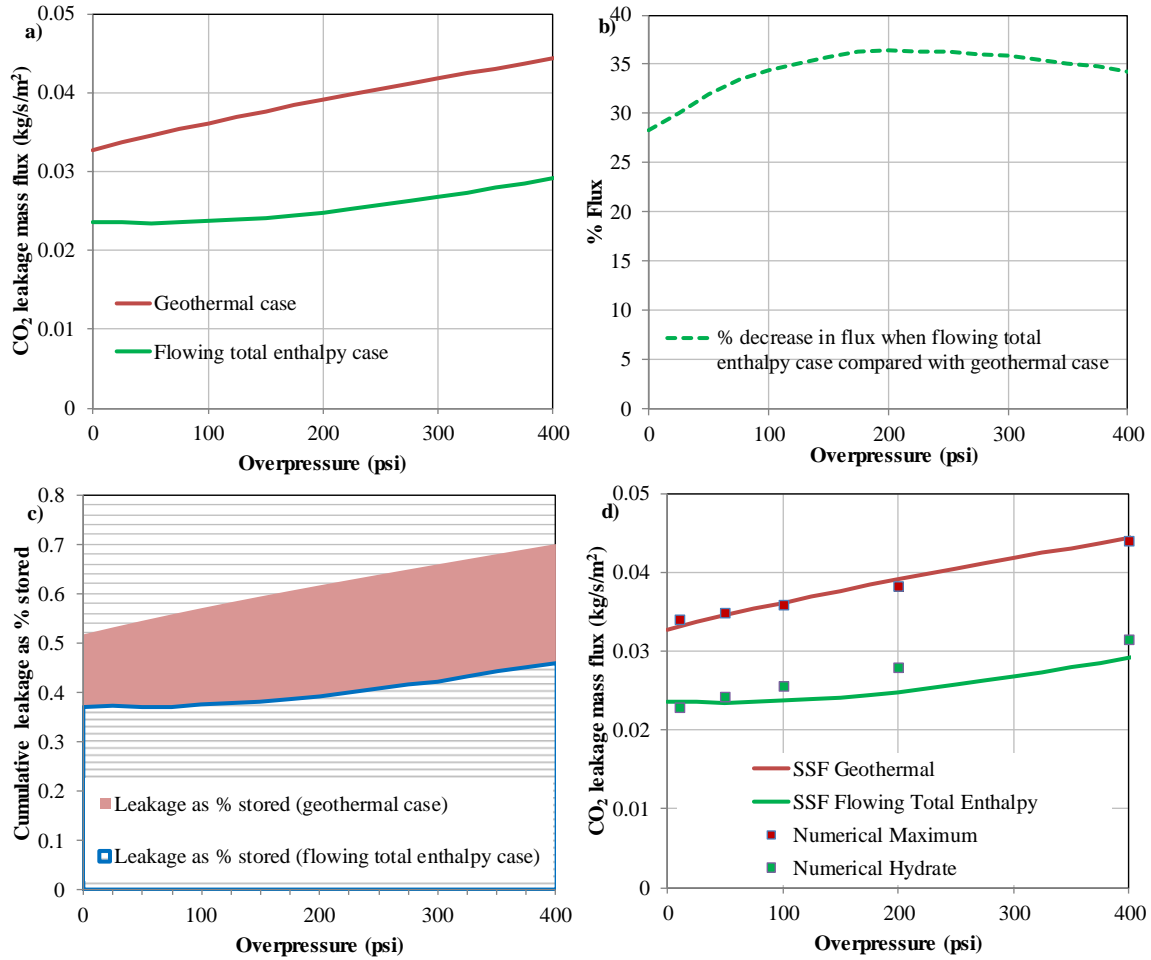 a)
0.05
0.04
0.03
0.02
0.01
0
CO2 leakage mass flux (kg/s/m2)
Geothermal case
Flowing total enthalpy case
0 100 200 300 400
Overpressure (psi)
b)
40
35
30
25
20
15
10
5
0
% Flux
% decrease in flux when flowing total
enthalpy case compared with geothermal case
0 100 200 300 400
Overpressure (psi)
c)
0.8
0.7
0.6
0.5
0.4
0.3
0.2
0.1
0
Cumulative leakage as % stored
Leakage as % stored (geothermal case)
Leakage as % stored (flowing total enthalpy case)
0 100 200 300 400
Overpressure (psi)
d)
0.05
0.04
0.03
0.02
0.01
0
CO2 leakage mass flux (kg/s/m2)
SSF Geothermal
SSF Flowing Total Enthalpy
Numerical Maximum
Numerical Hydrate
0 100 200 300 400
Overpressure (psi)